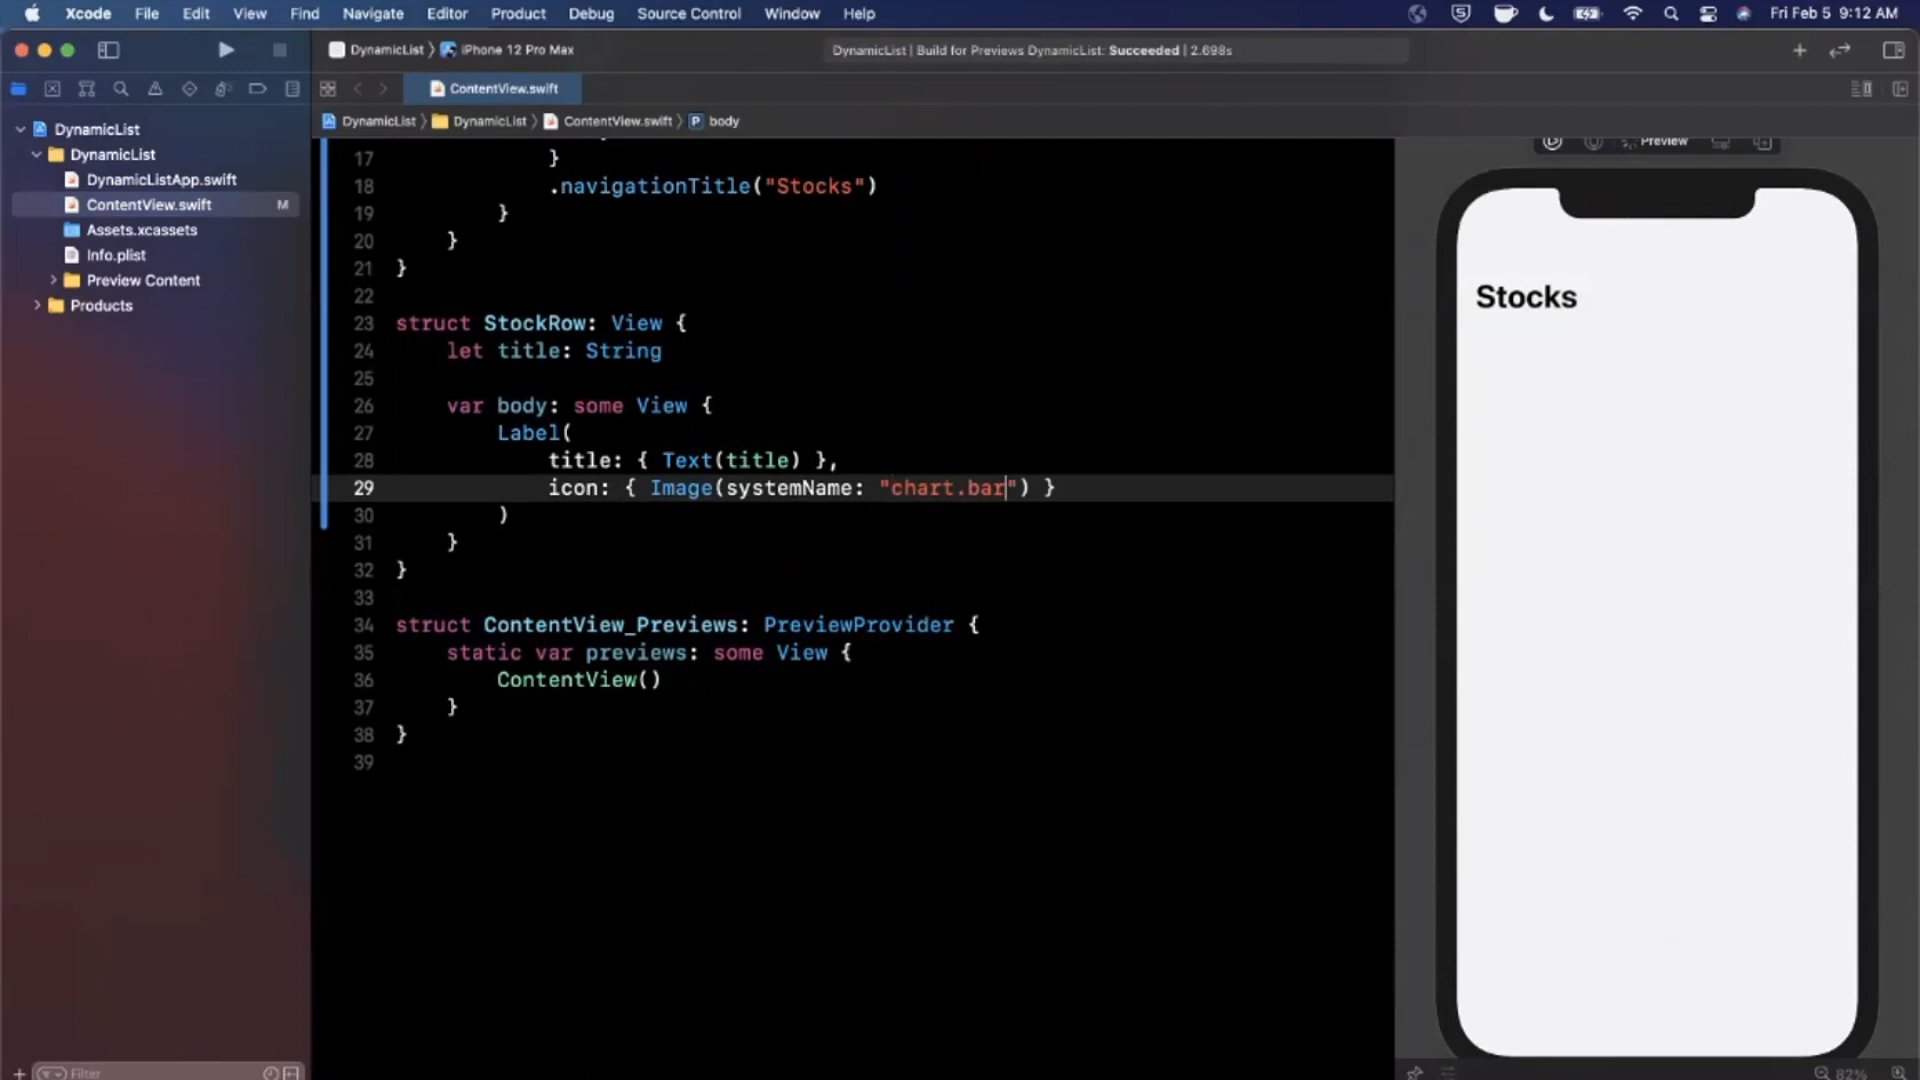 Xcode File Edit View Find Navigate Editor Product Debug Source Control Window Help Fri Feb 5 9:12 AM
DynamicList 〉 iPhone 12 Pro Max
DynamicList | Build for Previews DynamicList: Succeeded | 2.698s
ContentView.swift
DynamicList 〉 DynamicList 〉 ContentView.swift 〉 P body
DynamicList
DynamicList
DynamicListApp.swift
ContentView.swift M
Assets.xcassets
Info.plist
Preview Content
Products
Filter
17 }
18 .navigationTitle("Stocks")
19 }
20 }
21 }
22
23 struct StockRow: View {
24 let title: String
25
26 var body: some View {
27 Label(
28 title: { Text(title) },
29 icon: { Image(systemName: "chart.bar") }
30 )
31 }
32 }
33
34 struct ContentView_Previews: PreviewProvider {
35 static var previews: some View {
36 ContentView()
37 }
38 }
39
Preview
Stocks
82%